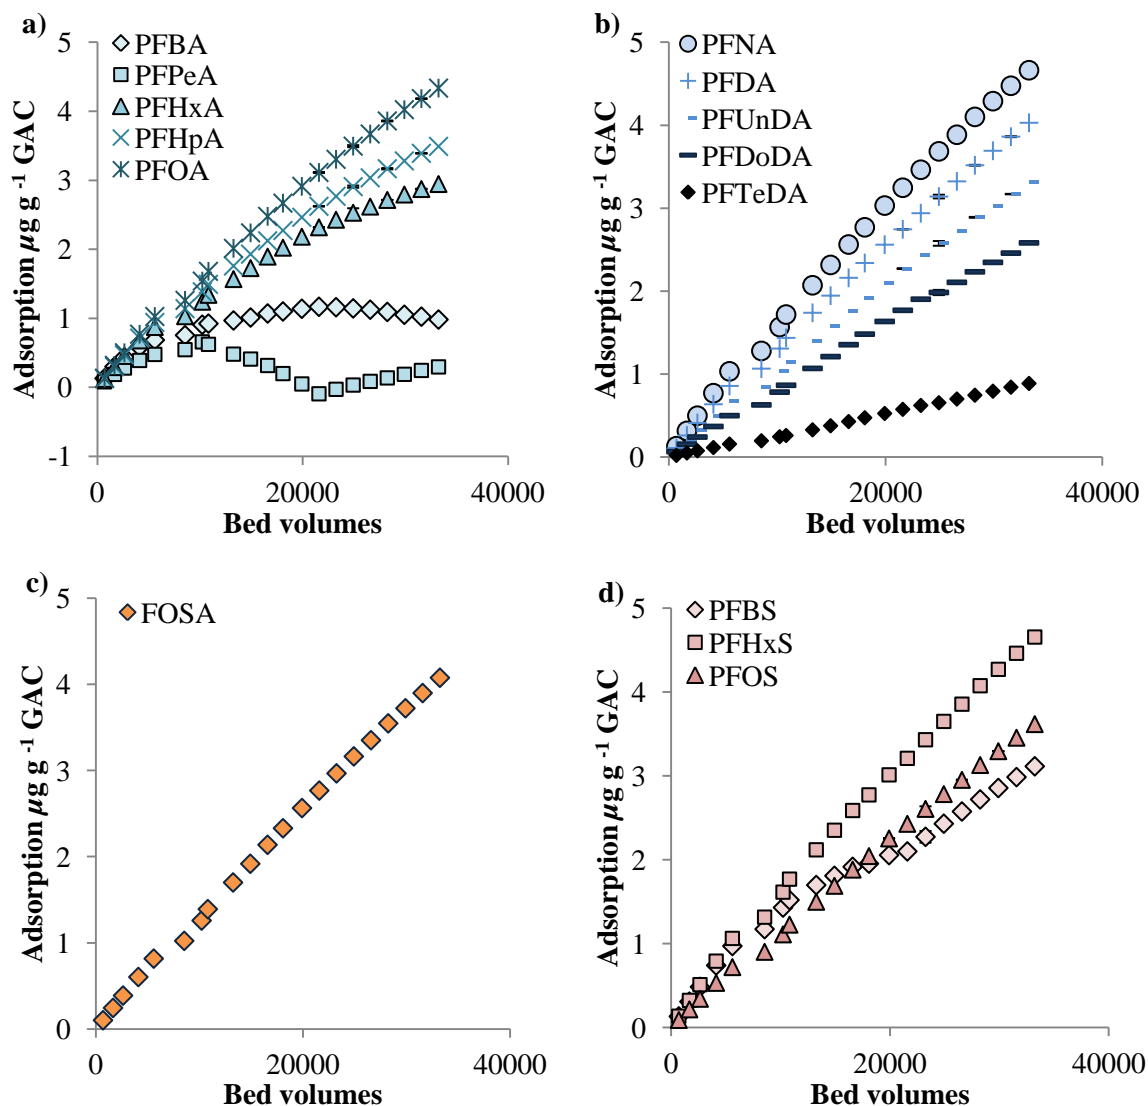 a)
PFBA
PFPeA
PFHxA
PFHpA
PFOA
5
4
3
2
1
0
-1
0 20000 40000
Adsorption µg g -1 GAC
Bed volumes
b)
PFNA
PFDA
PFUnDA
PFDoDA
PFTeDA
5
4
3
2
1
0
0 20000 40000
Adsorption µg g -1 GAC
Bed volumes
c)
FOSA
5
4
3
2
1
0
0 20000 40000
Adsorption µg g -1 GAC
Bed volumes
d)
PFBS
PFHxS
PFOS
5
4
3
2
1
0
0 20000 40000
Adsorption µg g -1 GAC
Bed volumes